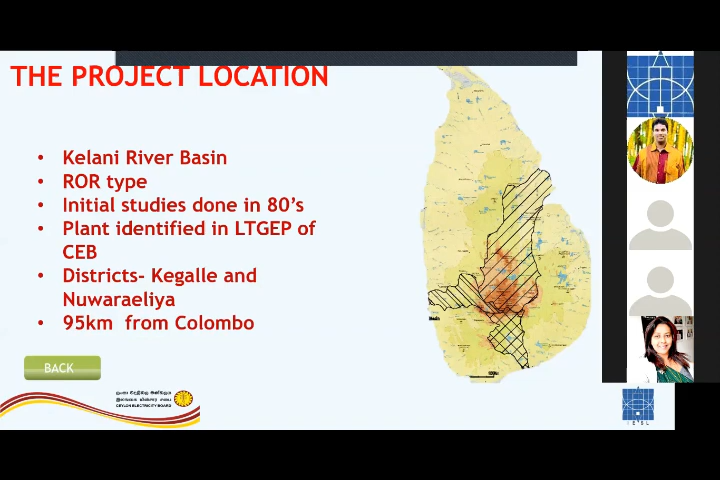 THE PROJECT LOCATION
• Kelani River Basin
• ROR type
• Initial studies done in 80's
• Plant identified in LTGEP of
CEB
• Districts- Kegalle and
Nuwaraeliya
• 95km from Colombo
BACK
CEYLON ELECTRICITY BOARD
I E S L